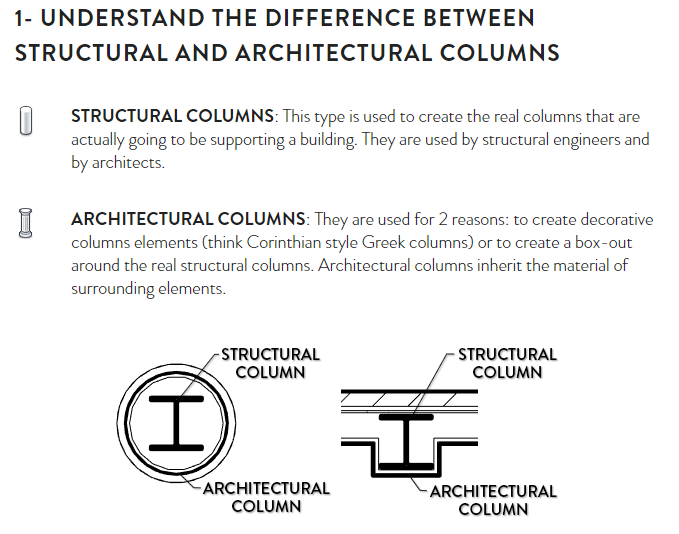 1- UNDERSTAND THE DIFFERENCE BETWEEN
STRUCTURAL AND ARCHITECTURAL COLUMNS
STRUCTURAL COLUMNS: This type is used to create the real columns that are
actually going to be supporting a building. They are used by structural engineers and
by architects.
ARCHITECTURAL COLUMNS: They are used for 2 reasons: to create decorative
columns elements (think Corinthian style Greek columns) or to create a box-out
around the real structural columns. Architectural columns inherit the material of
surrounding elements.
STRUCTURAL
COLUMN
ARCHITECTURAL
COLUMN
STRUCTURAL
COLUMN
ARCHITECTURAL
COLUMN